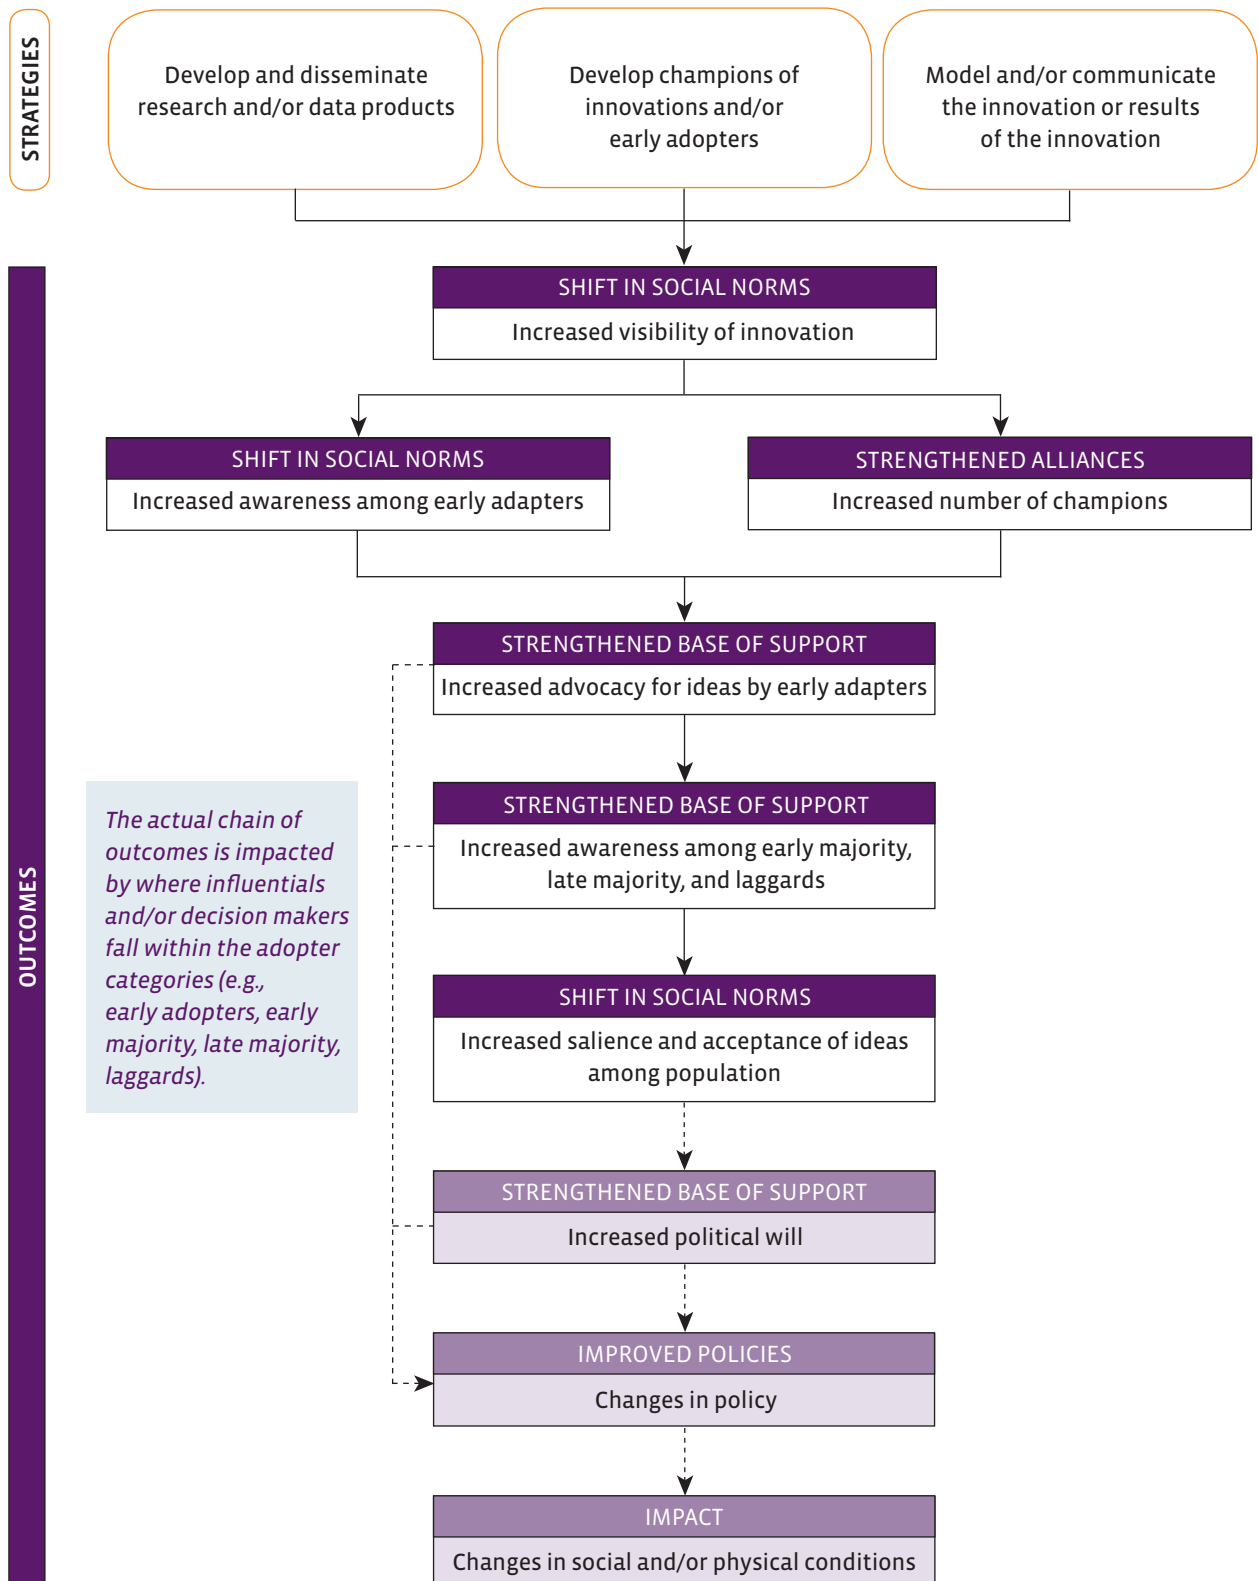 STRATEGIES
Develop and disseminate
research and/or data products
Develop champions of
innovations and/or
early adopters
Model and/or communicate
the innovation or results
of the innovation
OUTCOMES
SHIFT IN SOCIAL NORMS
Increased visibility of innovation
SHIFT IN SOCIAL NORMS
Increased awareness among early adapters
STRENGTHENED ALLIANCES
Increased number of champions
STRENGTHENED BASE OF SUPPORT
Increased advocacy for ideas by early adapters
STRENGTHENED BASE OF SUPPORT
Increased awareness among early majority,
late majority, and laggards
The actual chain of
outcomes is impacted
by where influentials
and/or decision makers
fall within the adopter
categories (e.g.,
early adopters, early
majority, late majority,
laggards).
SHIFT IN SOCIAL NORMS
Increased salience and acceptance of ideas
among population
STRENGTHENED BASE OF SUPPORT
Increased political will
IMPROVED POLICIES
Changes in policy
IMPACT
Changes in social and/or physical conditions